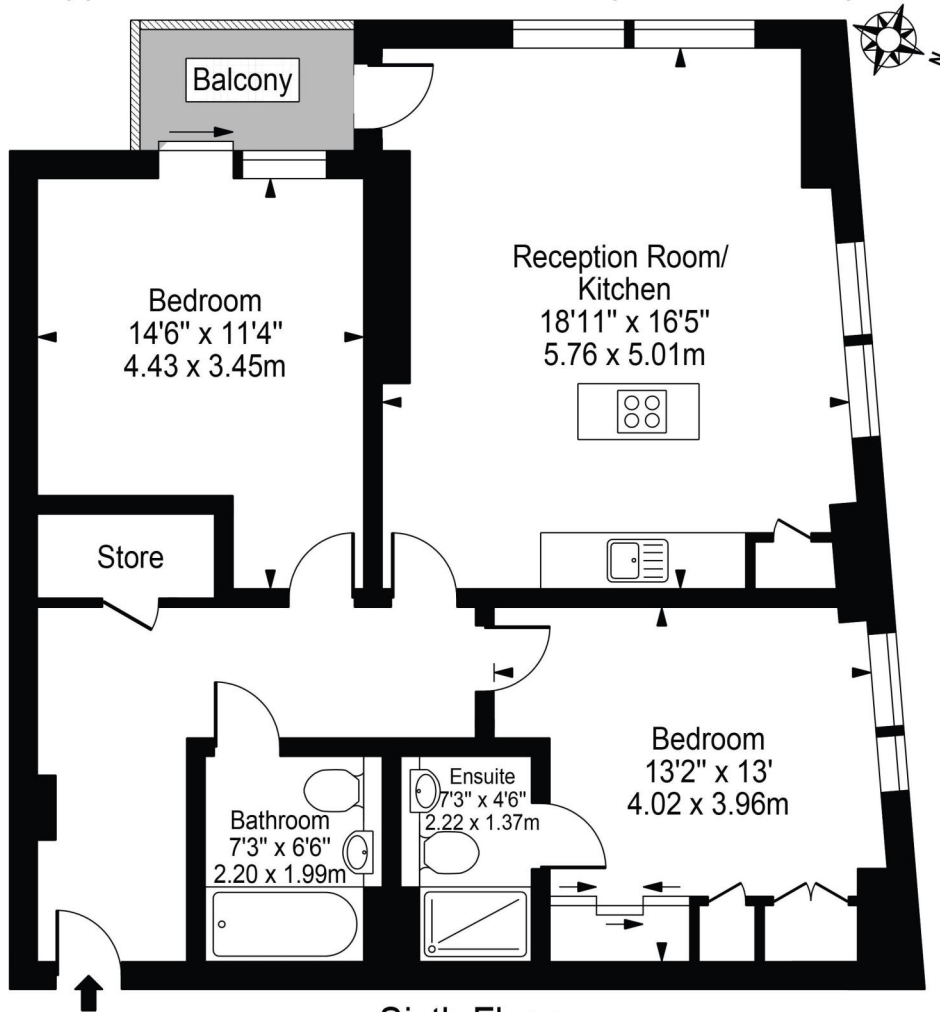 N
Balcony
Bedroom
14'6" x 11'4"
4.43 x 3.45m
Reception Room/
Kitchen
18'11" x 16'5"
5.76 x 5.01m
Store
Bedroom
13'2" x 13'
4.02 x 3.96m
Ensuite
7'3" x 4'6"
2.22 x 1.37m
Bathroom
7'3" x 6'6"
2.20 x 1.99m